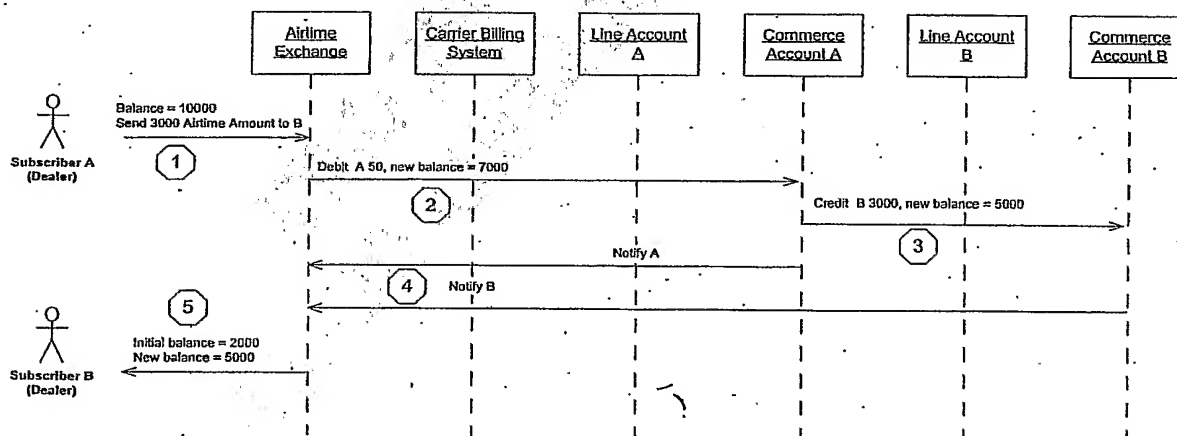 Airtime
Exchange
Carrier Billing
System
Line Account
A
Commerce
Account A
Line Account
B
Commerce
Account B
Balance = 10000
Send 3000 Airtime Amount to B
Subscriber A
(Dealer)
1
Debit A 50, new balance = 7000
2
Credit B 3000, new balance = 5000
3
Notify A
4
Notify B
5
Initial balance = 2000
New balance = 5000
Subscriber B
(Dealer)